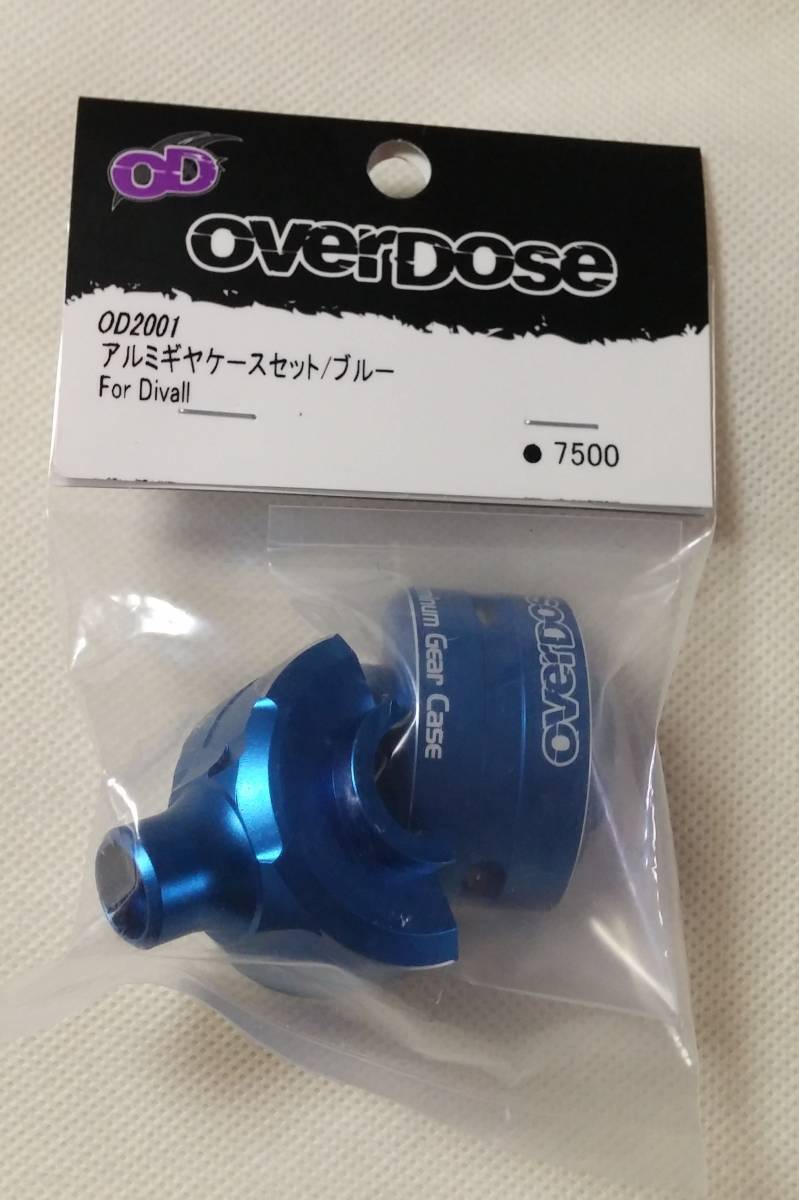 OD
OVERDOSE
OD2001
アルミギヤケースセット/ブルー
For Divall
● 7500
Gear Case
OVERDOSE